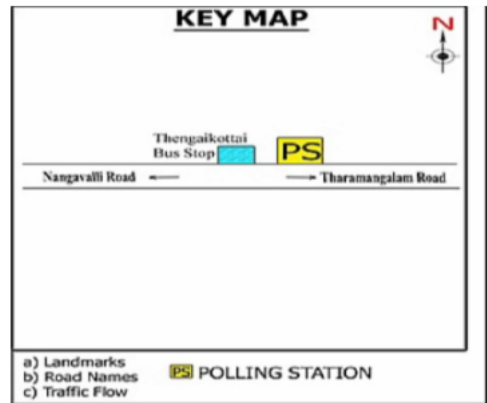 KEY MAP
N
Thengaikottai
Bus Stop
PS
Nangavalli Road
Tharamangalam Road
a) Landmarks
b) Road Names
c) Traffic Flow
PS POLLING STATION